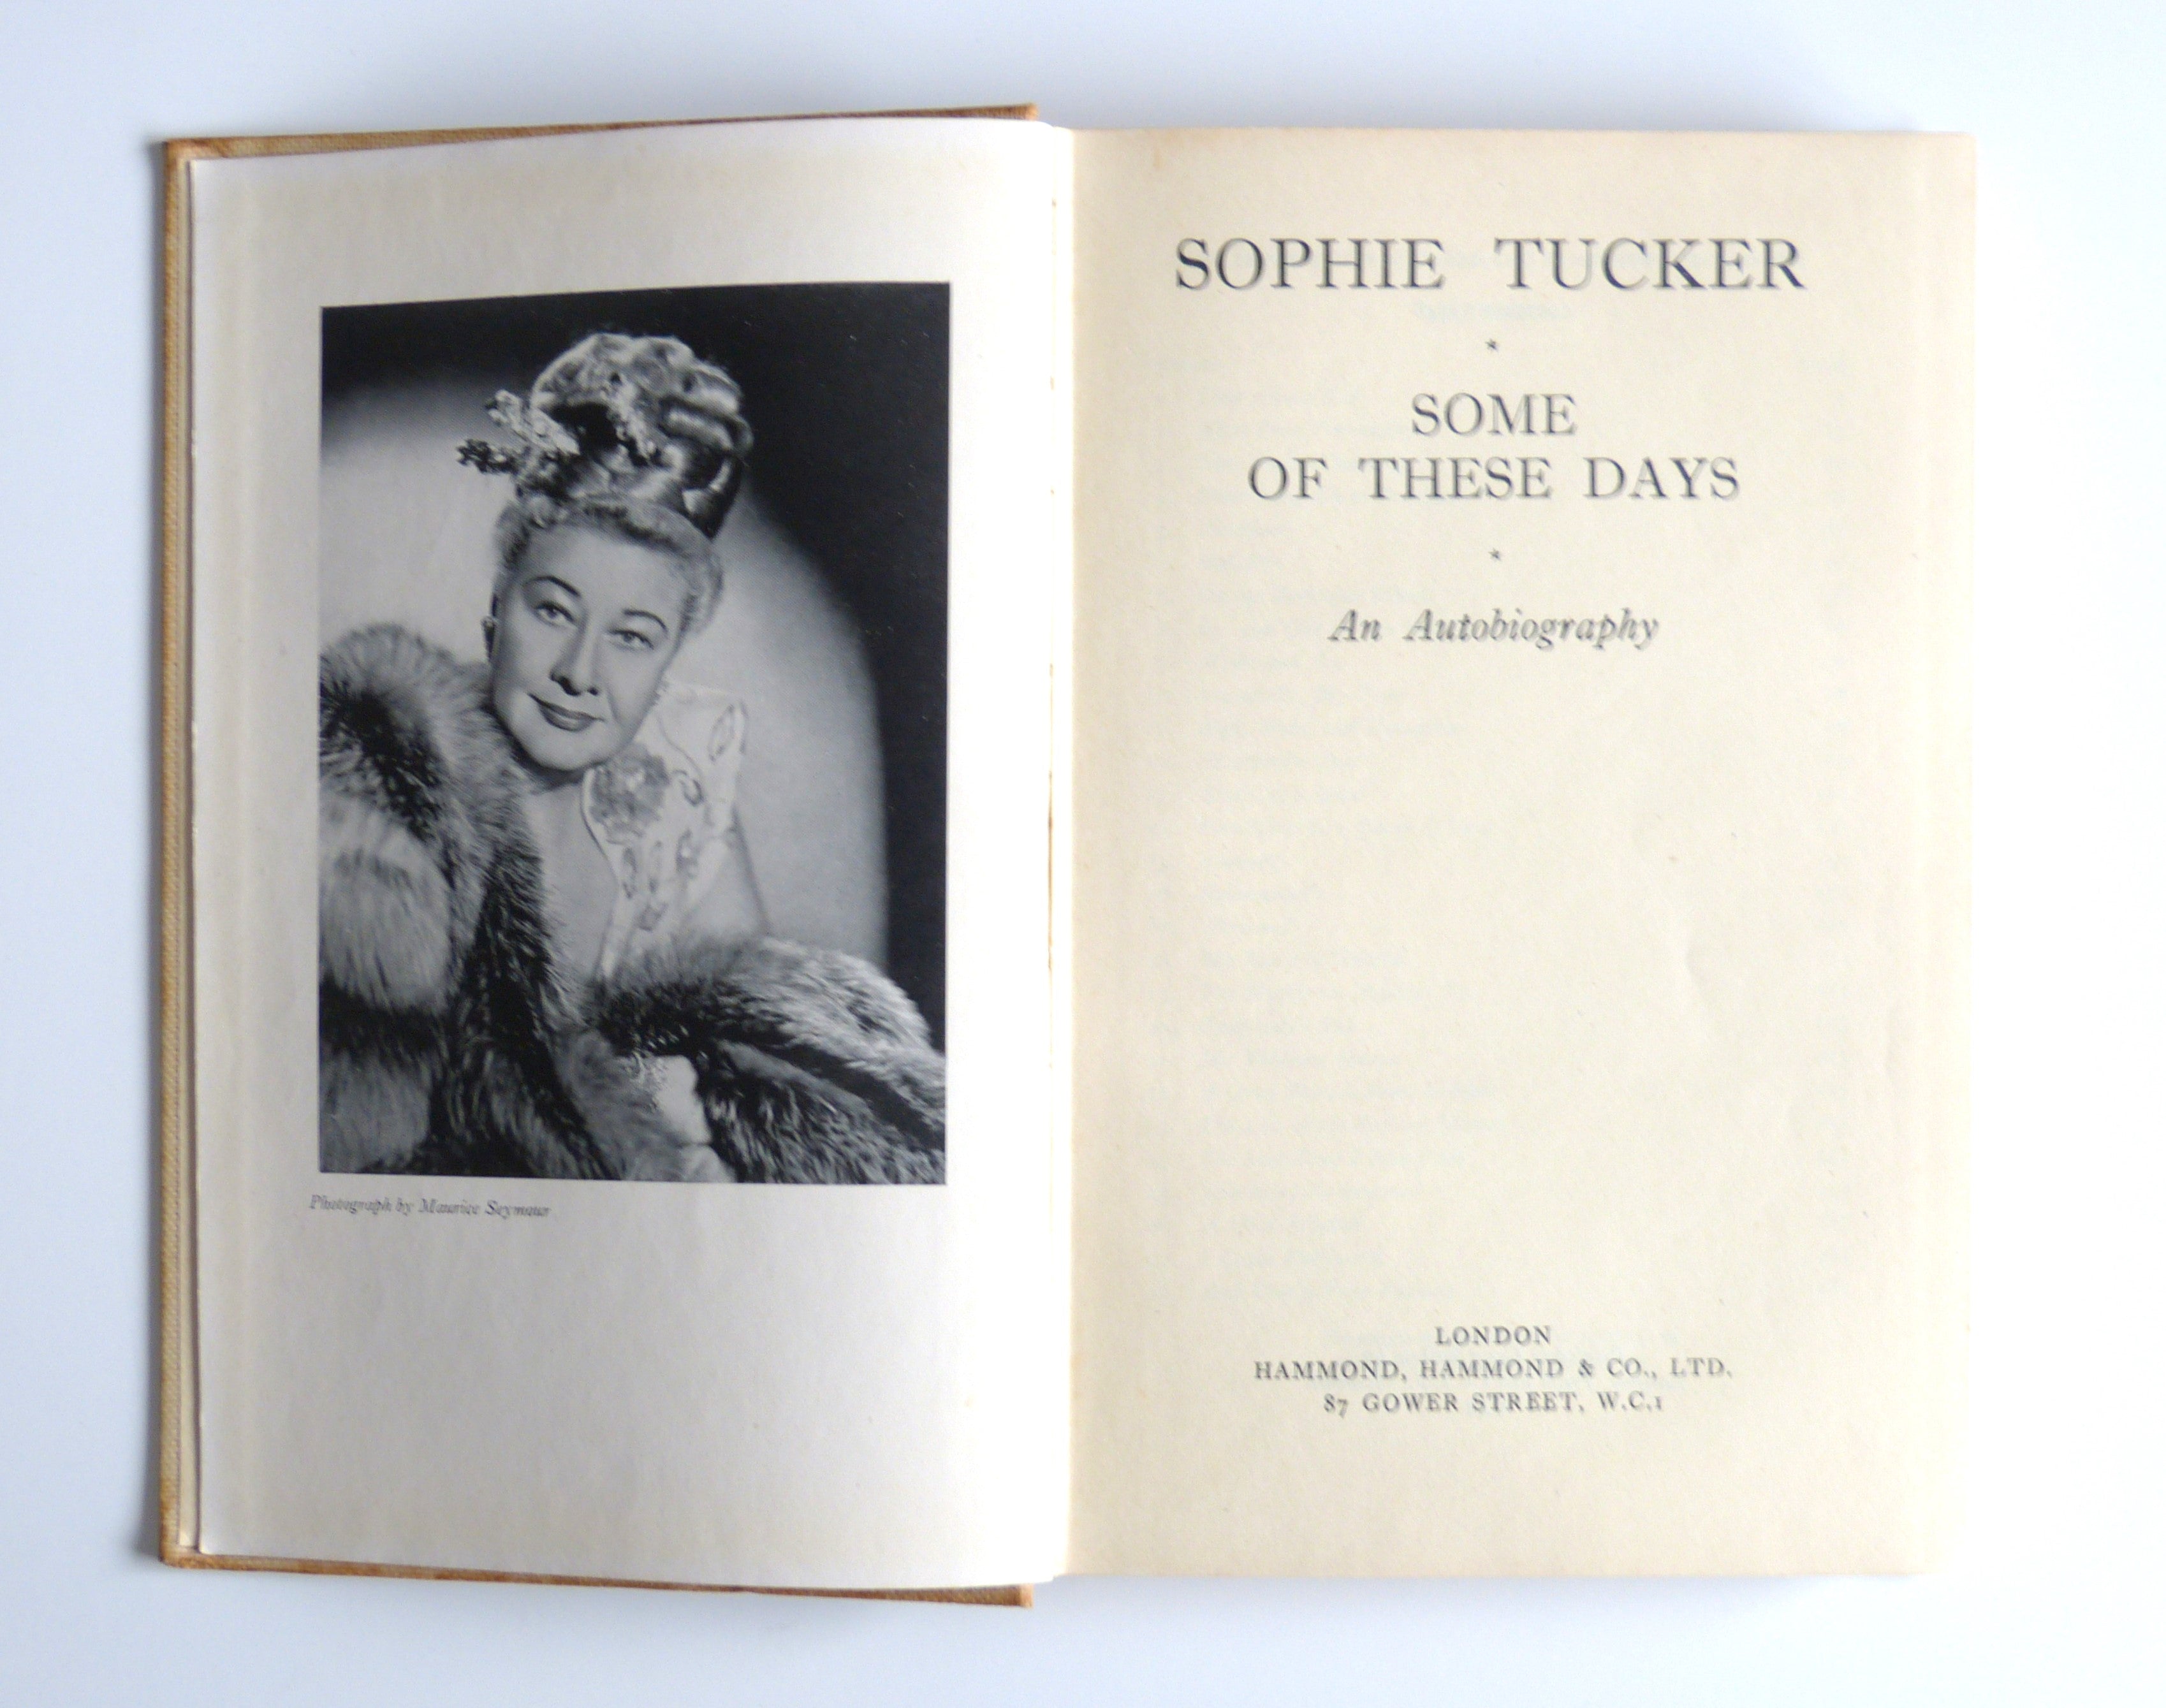 Photograph by Maurice Seymour
SOPHIE TUCKER
*
SOME
OF THESE DAYS
*
An Autobiography
LONDON
HAMMOND, HAMMOND & CO., LTD.
87 GOWER STREET, W.C.1